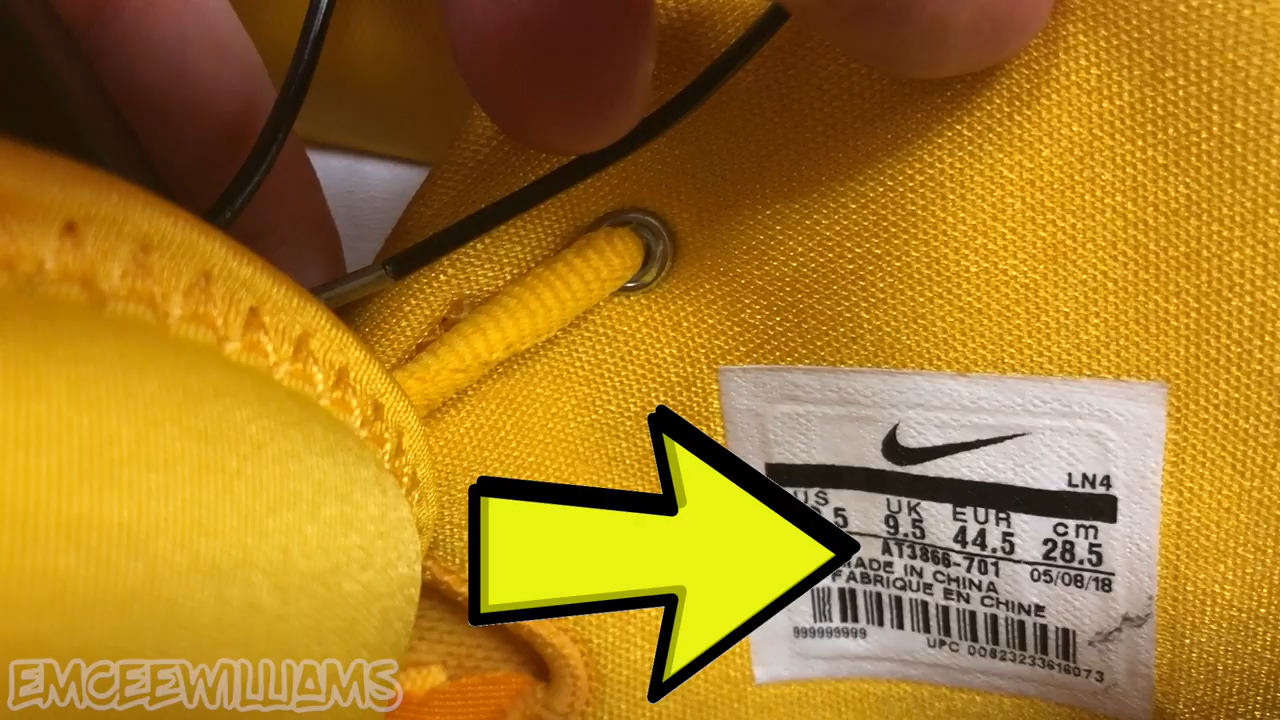 LN4
US UK EUR cm
9.5 44.5 28.5
AT3866-701 05/08/18
MADE IN CHINA
FABRIQUE EN CHINE
999999999
UPC 00823233616073
EMCEEWILLIAMS